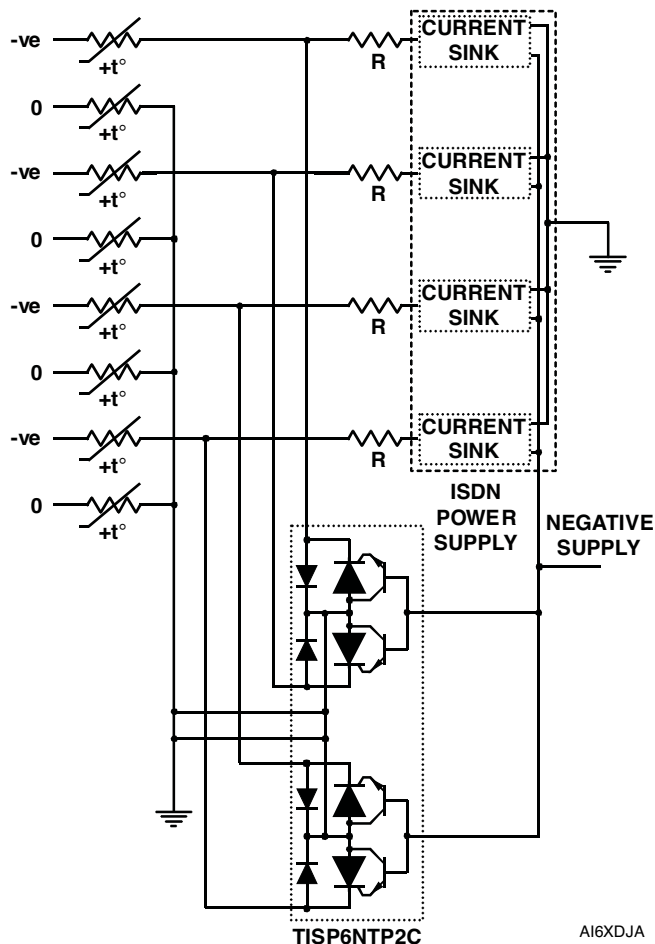 -ve
+t°
R
CURRENT
SINK
0
+t°
-ve
+t°
R
CURRENT
SINK
0
+t°
-ve
+t°
R
CURRENT
SINK
0
+t°
-ve
+t°
R
CURRENT
SINK
0
+t°
ISDN
POWER
SUPPLY
NEGATIVE
SUPPLY
TISP6NTP2C
AI6XDJA